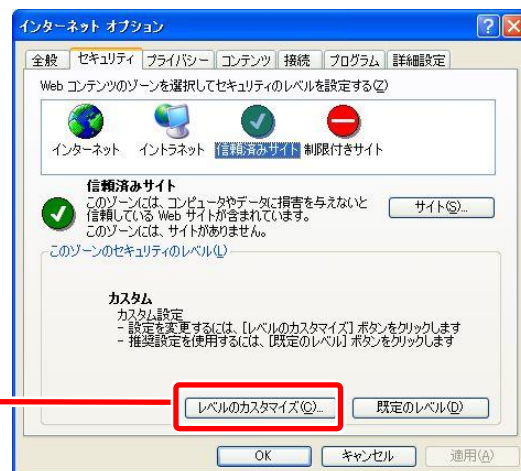 インターネット オプション
全般 セキュリティ プライバシー コンテンツ 接続 プログラム 詳細設定
Web コンテンツのゾーンを選択してセキュリティのレベルを設定する(Z)
インターネット イントラネット 信頼済みサイト 制限付きサイト
信頼済みサイト
このゾーンには、コンピュータやデータに損害を与えないと
信頼している Web サイトが含まれています。
このゾーンには、サイトがありません。
サイト(S)...
このゾーンのセキュリティのレベル(L)
カスタム
カスタム設定
- 設定を変更するには、[レベルのカスタマイズ] ボタンをクリックします
- 推奨設定を使用するには、[既定のレベル] ボタンをクリックします
レベルのカスタマイズ(C)... 既定のレベル(D)
OK キャンセル 適用(A)